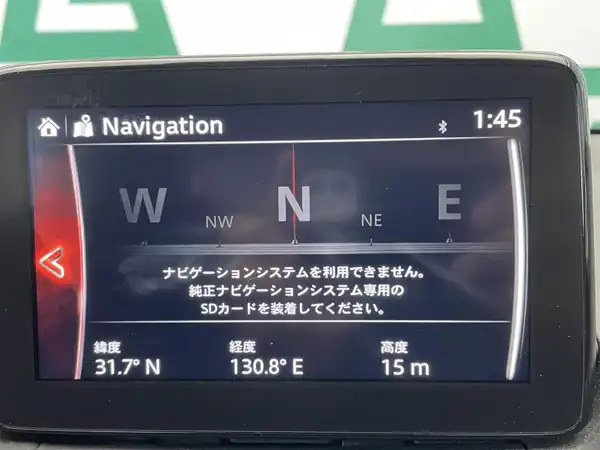 Navigation
1:45
W NW N NE E
ナビゲーションシステムを利用できません。
純正ナビゲーションシステム専用の
SDカードを装着してください。
緯度 経度 高度
31.7° N 130.8° E 15 m